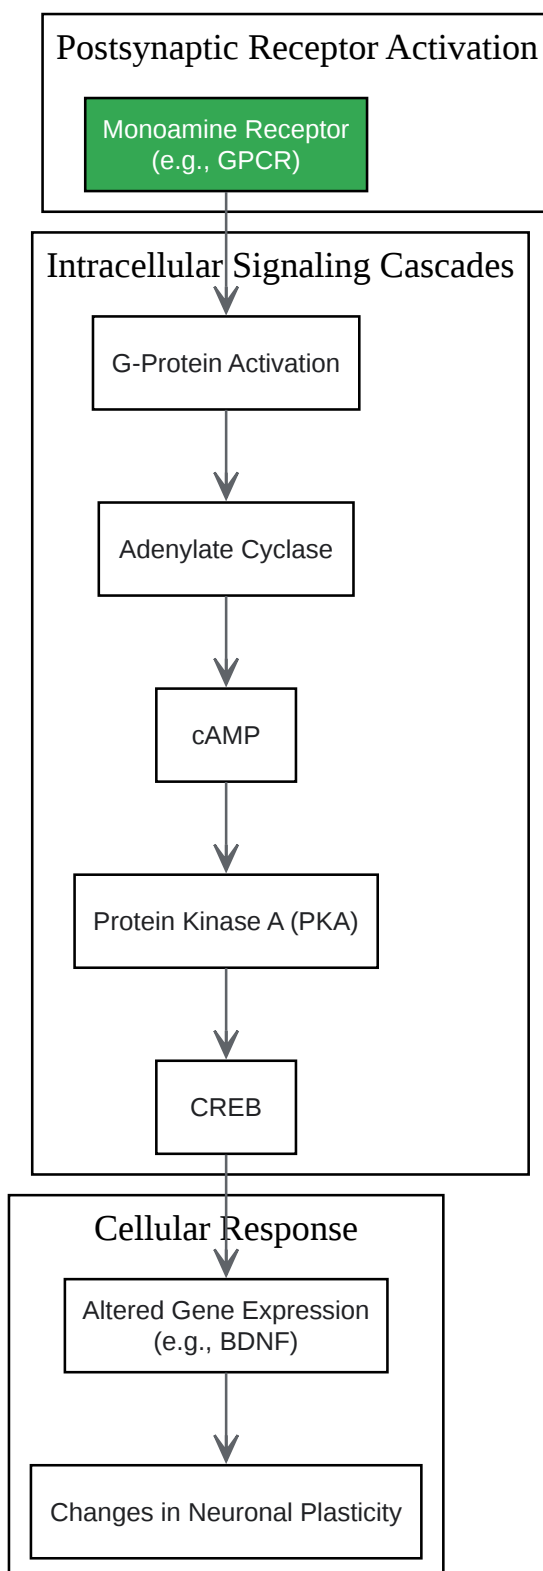 Postsynaptic Receptor Activation
Monoamine Receptor
(e.g., GPCR)
Intracellular Signaling Cascades
G-Protein Activation
Adenylate Cyclase
cAMP
Protein Kinase A (PKA)
CREB
Cellular Response
Altered Gene Expression
(e.g., BDNF)
Changes in Neuronal Plasticity